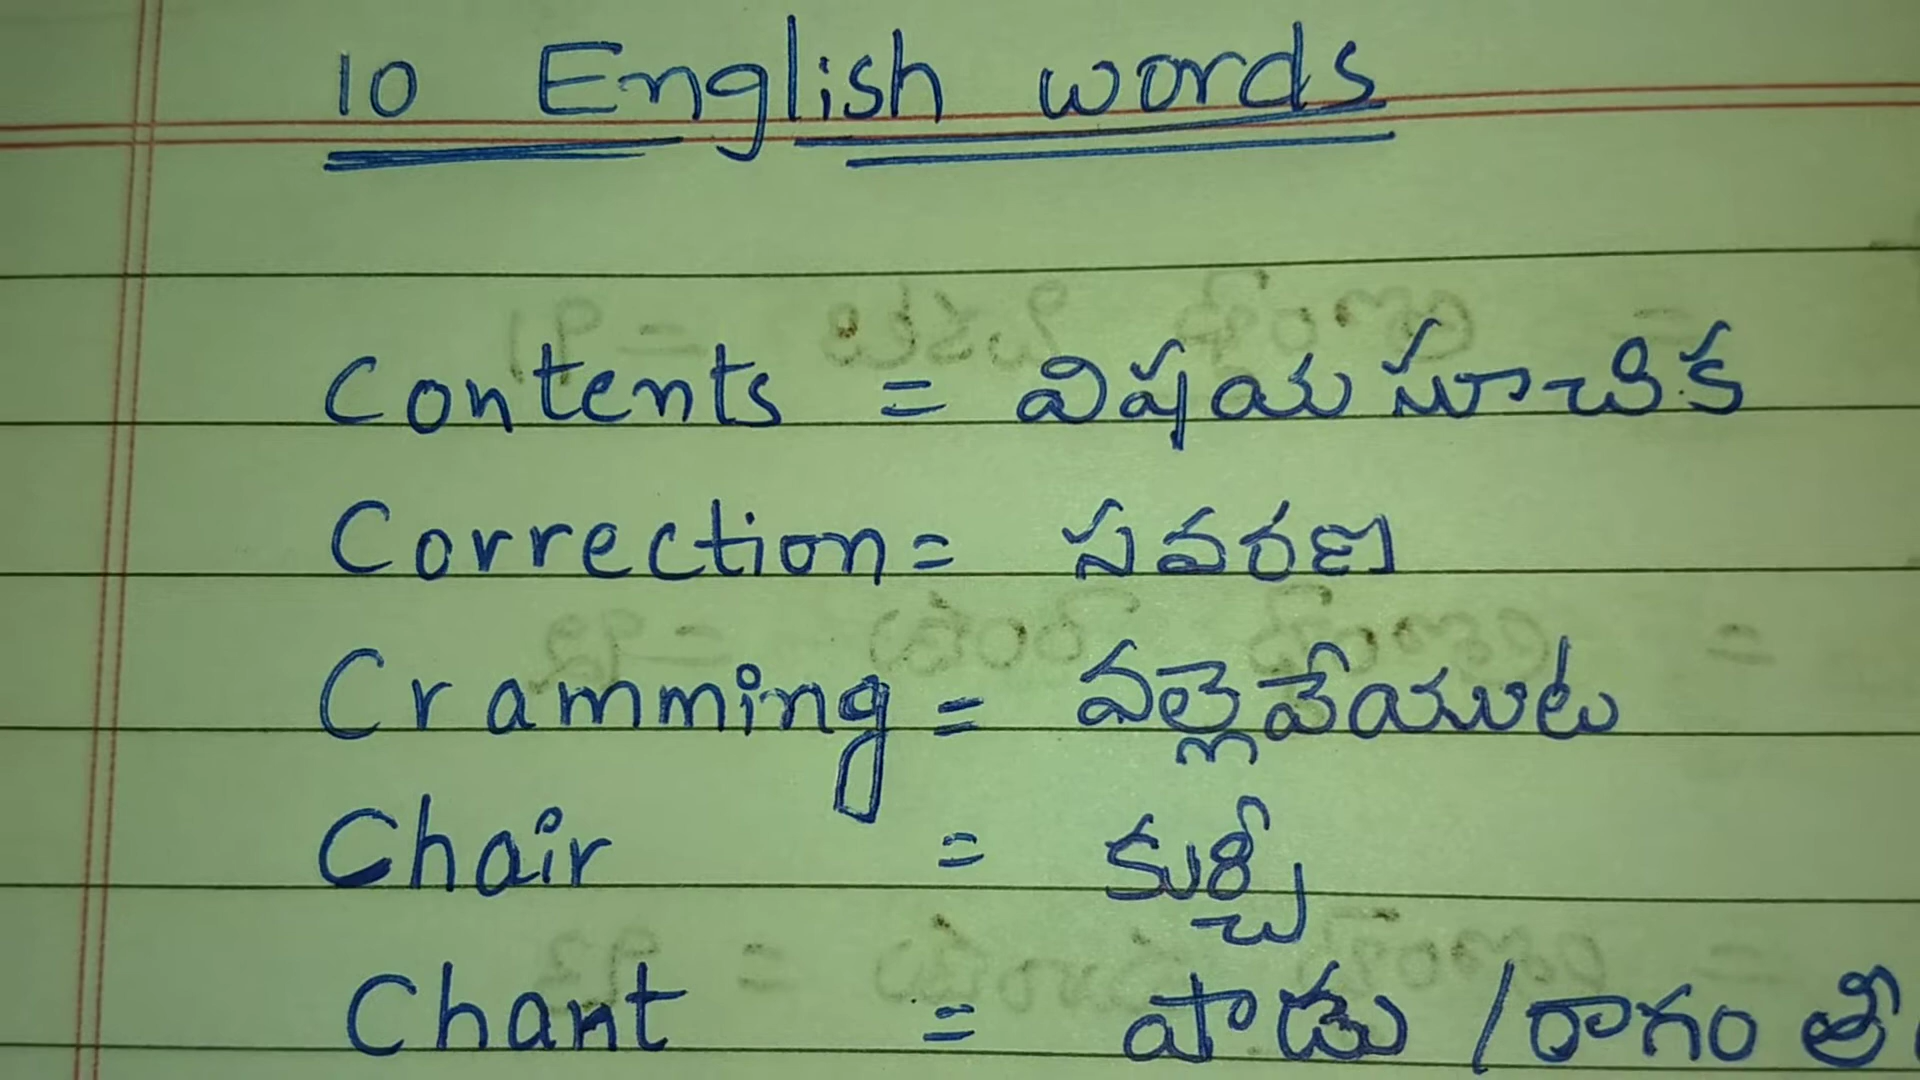 10 English words
Contents = విషయ సూచిక
Correction = సవరణ
Cramming = వల్లెవేయుట
Chair = కుర్చీ
Chant = పాడు / రాగం